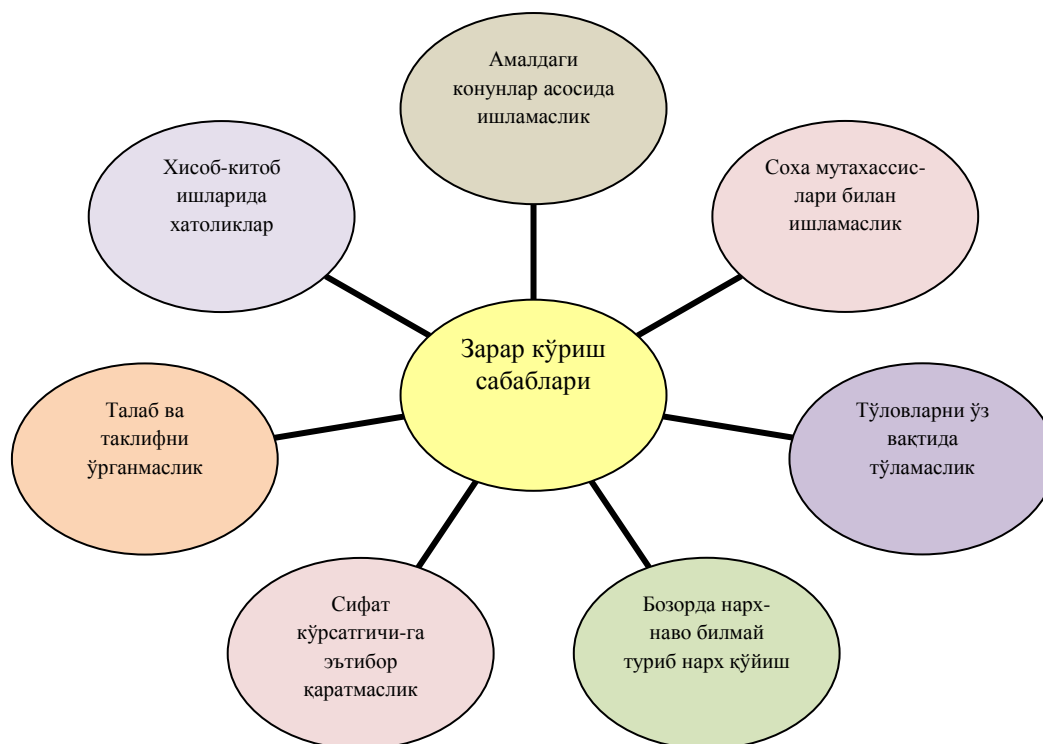 Амалдаги
конунлар асосида
ишламаслик
Хисоб-китоб
ишларида
хатоликлар
Соха мутахассис-
лари билан
ишламаслик
Зарар кўриш
сабаблари
Талаб ва
таклифни
ўрганмаслик
Тўловларни ўз
вақтида
тўламаслик
Сифат
кўрсатгичи-га
эътибор
қаратмаслик
Бозорда нарх-
наво билмай
туриб нарх қўйиш